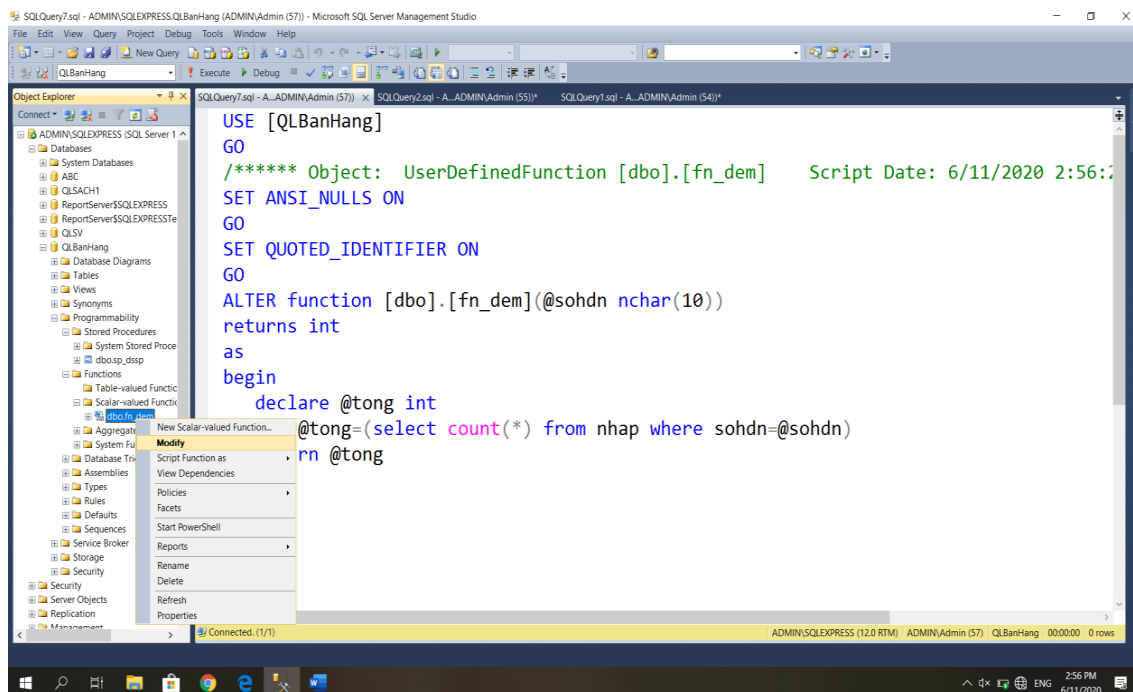 SQLQuery7.sql - ADMIN\SQLEXPRESS.QLBanHang (ADMIN\Admin (57)) - Microsoft SQL Server Management Studio
File Edit View Query Project Debug Tools Window Help
New Query
QLBanHang Execute Debug
Object Explorer
SQLQuery7.sql - A...ADMIN\Admin (57)) SQLQuery2.sql - A...ADMIN\Admin (55))* SQLQuery1.sql - A...ADMIN\Admin (54))*
Connect
ADMIN\SQLEXPRESS (SQL Server 1
Databases
System Databases
ABC
QLSACH1
ReportServer$SQLEXPRESS
ReportServer$SQLEXPRESSTe
QLSV
QLBanHang
Database Diagrams
Tables
Views
Synonyms
Programmability
Stored Procedures
System Stored Proce
dbo.sp_dssp
Functions
Table-valued Functic
Scalar-valued Functic
dbo.fn_dem
Aggregate
System Fu
Database Tri
Assemblies
Types
Rules
Defaults
Sequences
Service Broker
Storage
Security
Security
Server Objects
Replication
Management
New Scalar-valued Function...
Modify
Script Function as
View Dependencies
Policies
Facets
Start PowerShell
Reports
Rename
Delete
Refresh
Properties
USE [QLBanHang]
GO
/****** Object: UserDefinedFunction [dbo].[fn_dem] Script Date: 6/11/2020 2:56:2
SET ANSI_NULLS ON
GO
SET QUOTED_IDENTIFIER ON
GO
ALTER function [dbo].[fn_dem](@sohdn nchar(10))
returns int
as
begin
declare @tong int
@tong=(select count(*) from nhap where sohdn=@sohdn)
rn @tong
Connected. (1/1) ADMIN\SQLEXPRESS (12.0 RTM) ADMIN\Admin (57) QLBanHang 00:00:00 0 rows
ENG 2:56 PM
6/11/2020